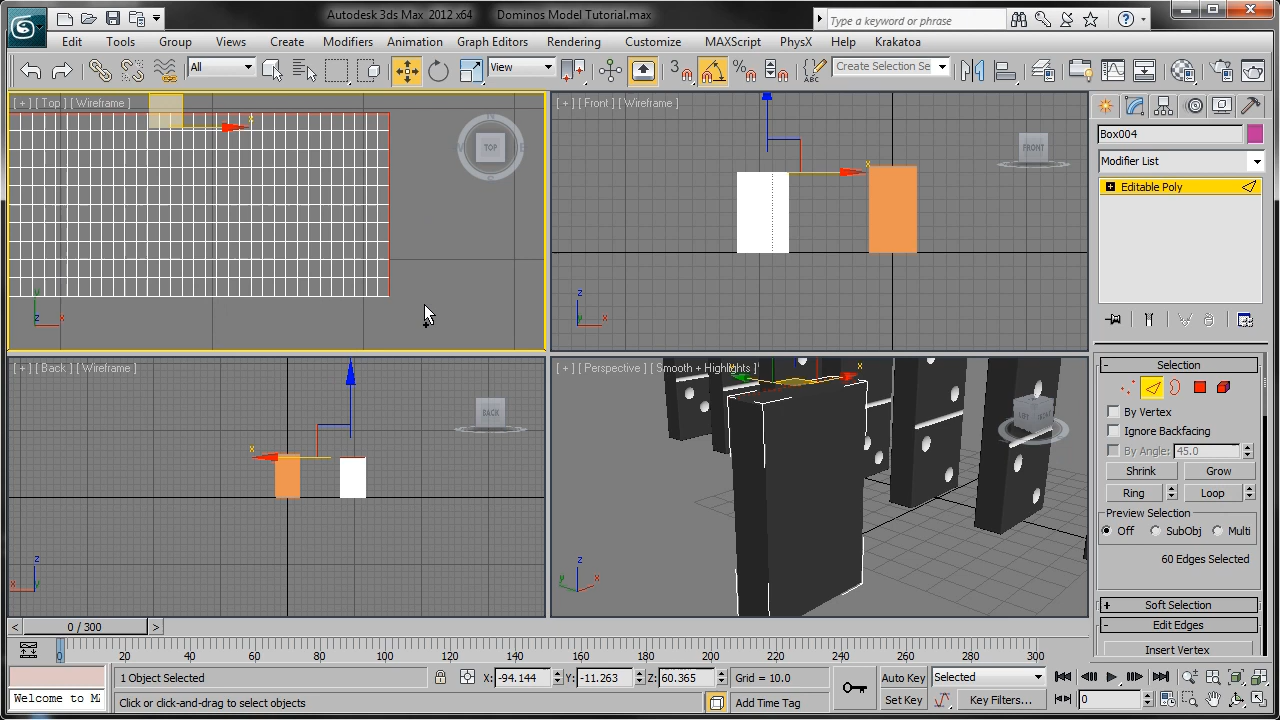 Autodesk 3ds Max 2012 x64 Dominos Model Tutorial.max
Type a keyword or phrase
Edit Tools Group Views Create Modifiers Animation Graph Editors Rendering Customize MAXScript PhysX Help Krakatoa
All View 3 Create Selection Se
[ + ] [ Top ] [ Wireframe ]
TOP
[ + ] [ Front ] [ Wireframe ]
FRONT
Box004
Modifier List
Editable Poly
[ + ] [ Back ] [ Wireframe ]
BACK
[ + ] [ Perspective ] [ Smooth + Highlights ]
Selection
By Vertex
Ignore Backfacing
By Angle: 45.0
Shrink Grow
Ring Loop
Preview Selection
Off SubObj Multi
60 Edges Selected
Soft Selection
Edit Edges
Insert Vertex
< 0 / 300 >
0 20 40 60 80 100 120 140 160 180 200 220 240 260 280 300
1 Object Selected X: -94.144 Y: -11.263 Z: 60.365 Grid = 10.0 Auto Key Selected
Welcome to M Click or click-and-drag to select objects Add Time Tag Set Key Key Filters... 0